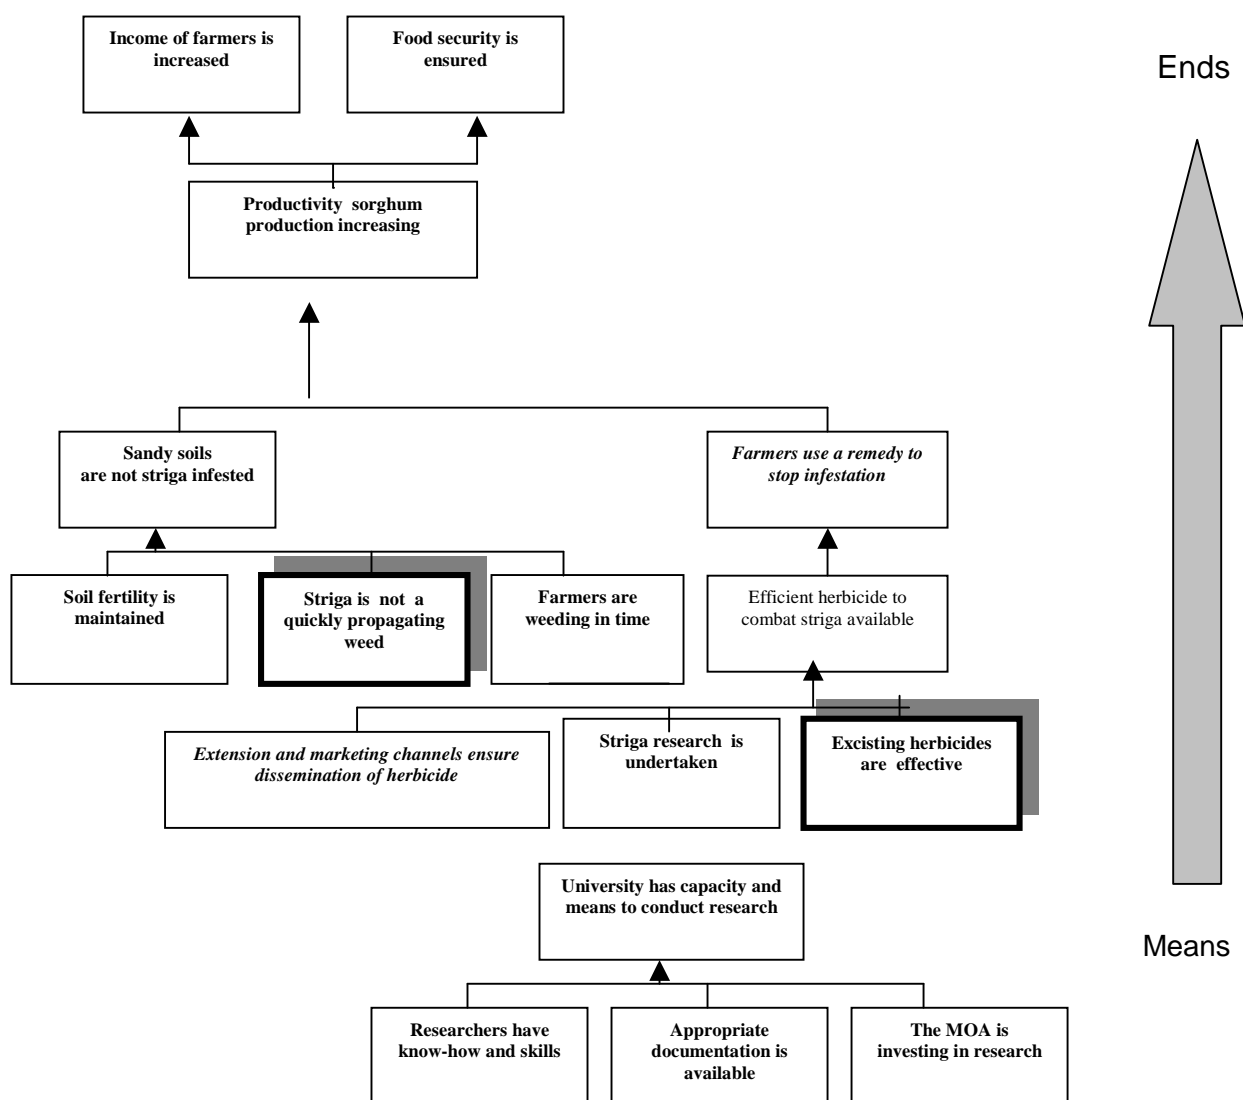 Income of farmers is
increased
Food security is
ensured
Ends
Productivity sorghum
production increasing
Sandy soils
are not striga infested
Farmers use a remedy to
stop infestation
Soil fertility is
maintained
Striga is not a
quickly propagating
weed
Farmers are
weeding in time
Efficient herbicide to
combat striga available
Extension and marketing channels ensure
dissemination of herbicide
Striga research is
undertaken
Excisting herbicides
are effective
University has capacity and
means to conduct research
Means
Researchers have
know-how and skills
Appropriate
documentation is
available
The MOA is
investing in research